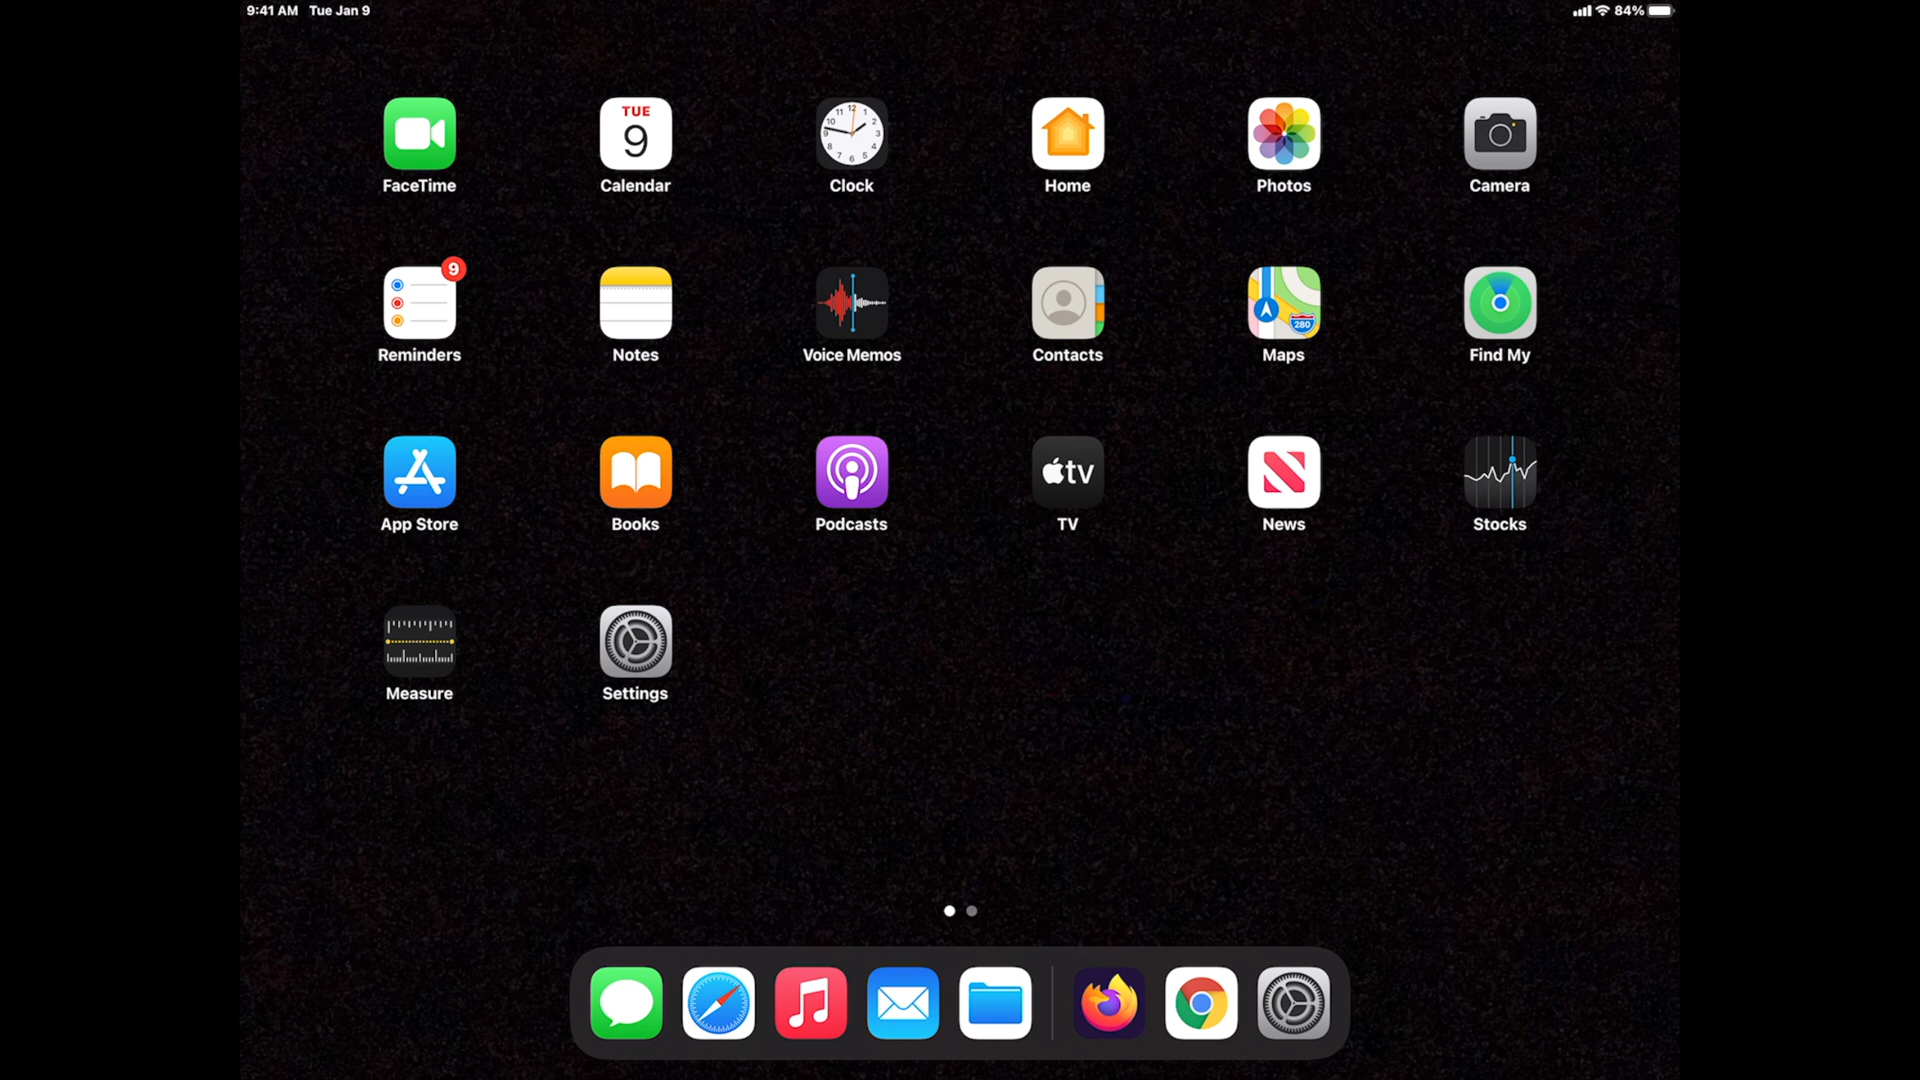 9:41 AM Tue Jan 9
84%
TUE
9
FaceTime
Calendar
Clock
Home
Photos
Camera
9
280
Reminders
Notes
Voice Memos
Contacts
Maps
Find My
tv
App Store
Books
Podcasts
TV
News
Stocks
Measure
Settings